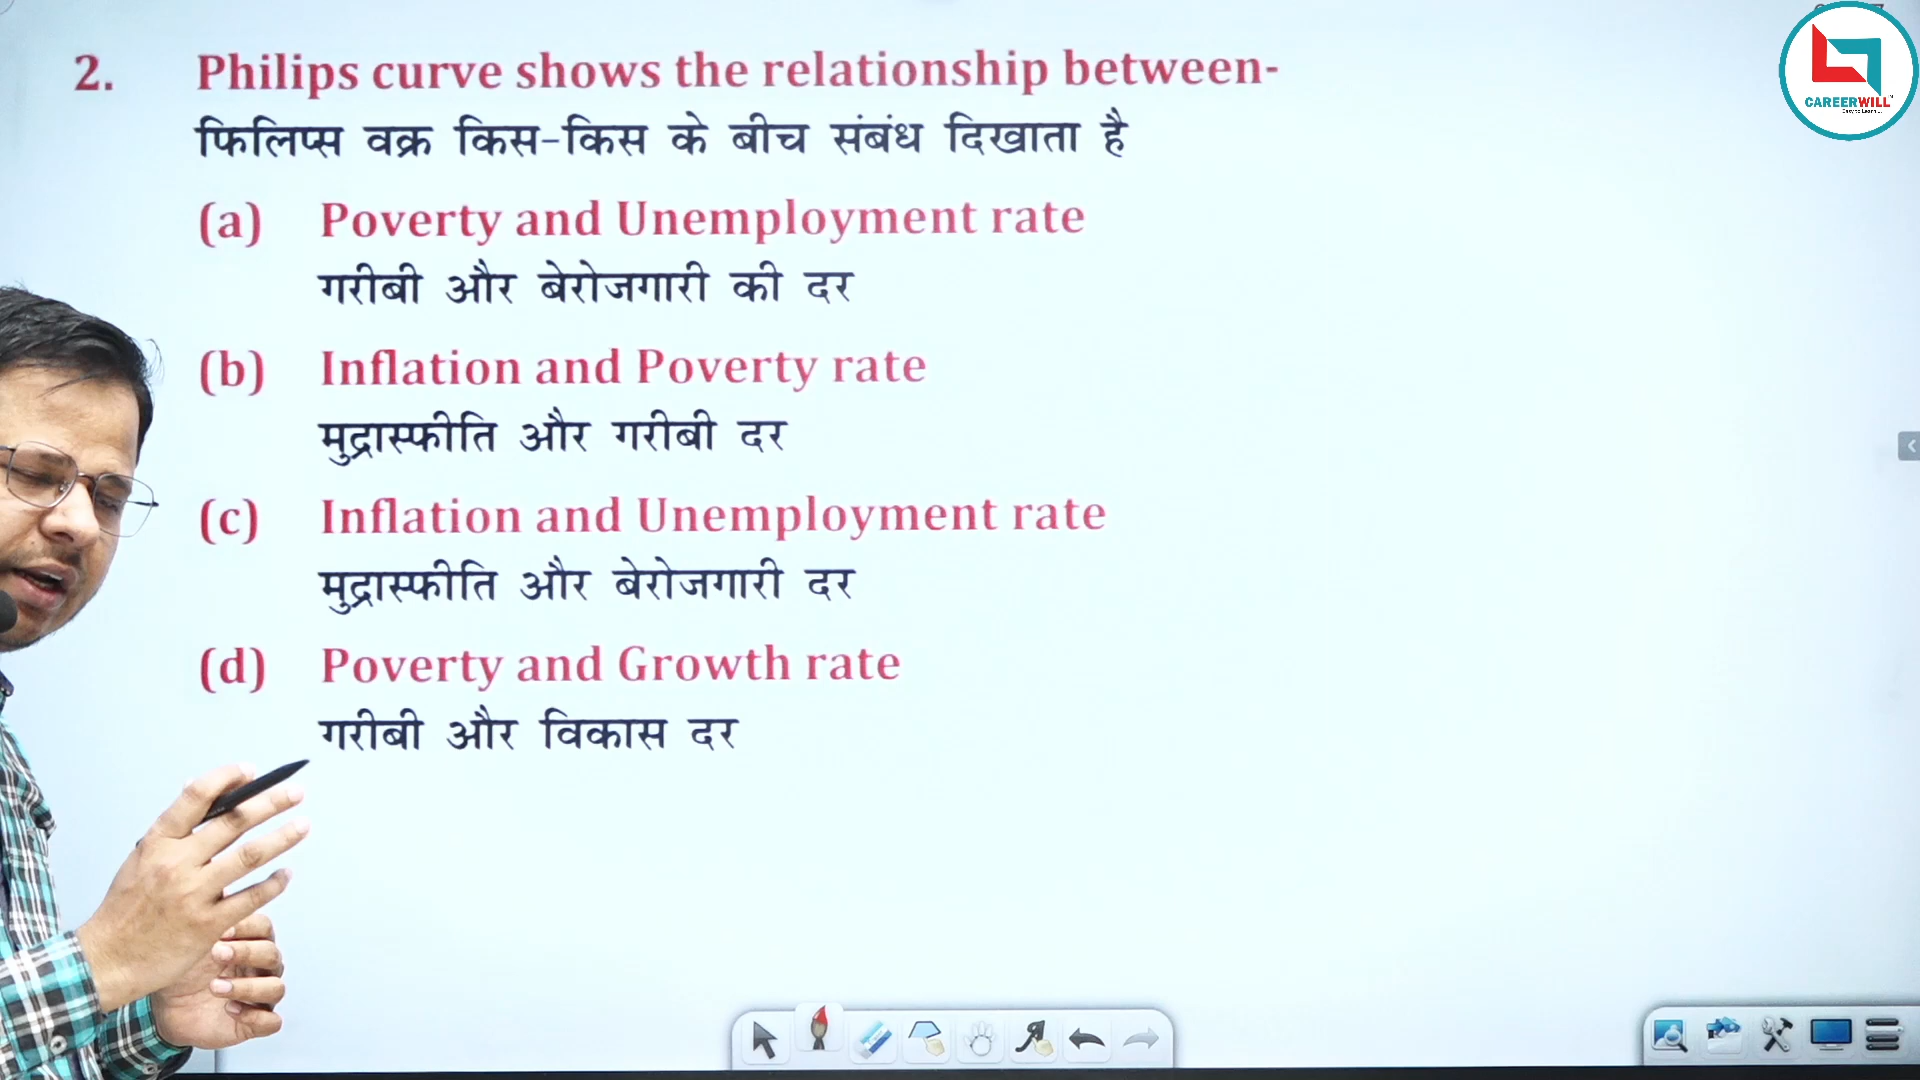 2. Philips curve shows the relationship between-
फिलिप्स वक्र किस-किस के बीच संबंध दिखाता है
(a) Poverty and Unemployment rate
गरीबी और बेरोजगारी की दर
(b) Inflation and Poverty rate
मुद्रास्फीति और गरीबी दर
(c) Inflation and Unemployment rate
मुद्रास्फीति और बेरोजगारी दर
(d) Poverty and Growth rate
गरीबी और विकास दर
CAREERWILL